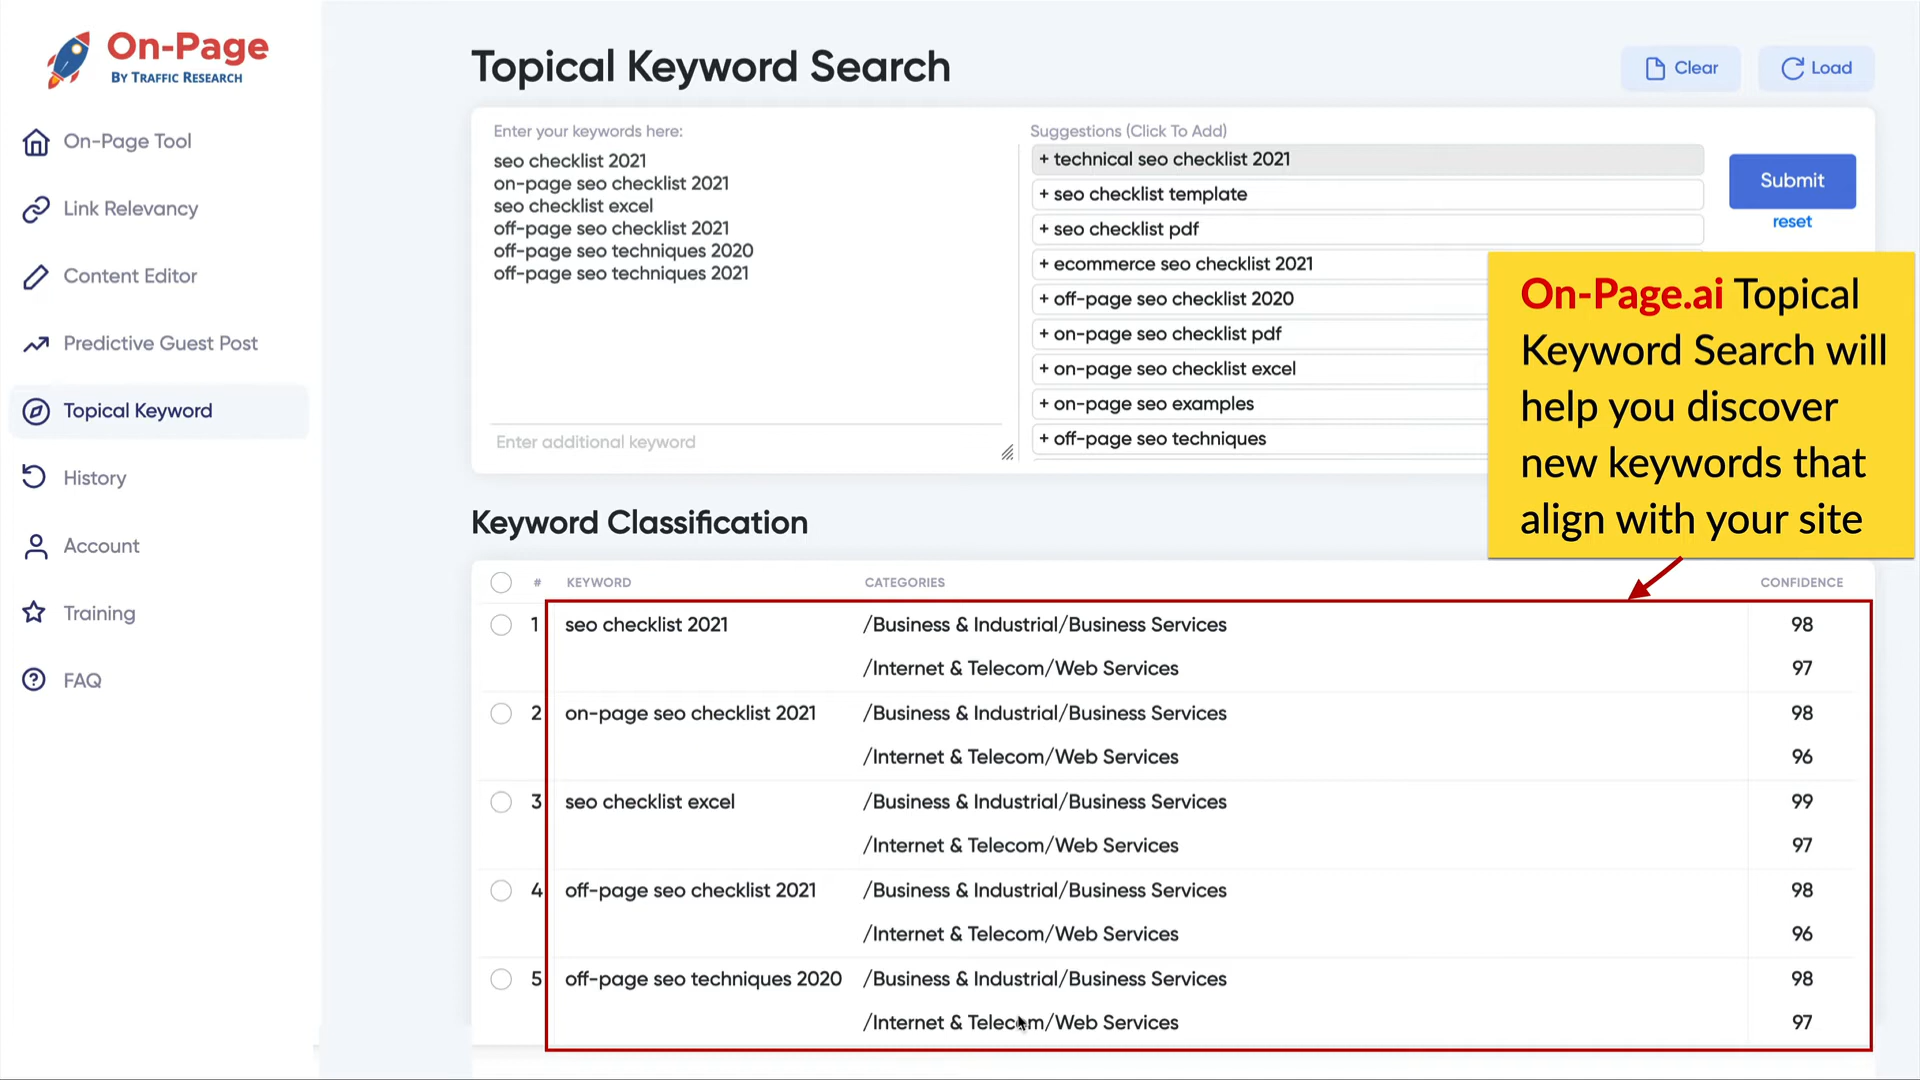 On-Page
BY TRAFFIC RESEARCH
On-Page Tool
Link Relevancy
Content Editor
Predictive Guest Post
Topical Keyword
History
Account
Training
FAQ
Topical Keyword Search
Clear
Load
Enter your keywords here:
seo checklist 2021
on-page seo checklist 2021
seo checklist excel
off-page seo checklist 2021
off-page seo techniques 2020
off-page seo techniques 2021
Enter additional keyword
Suggestions (Click To Add)
+ technical seo checklist 2021
+ seo checklist template
+ seo checklist pdf
+ ecommerce seo checklist 2021
+ off-page seo checklist 2020
+ on-page seo checklist pdf
+ on-page seo checklist excel
+ on-page seo examples
+ off-page seo techniques
Submit
reset
On-Page.ai Topical
Keyword Search will
help you discover
new keywords that
align with your site
Keyword Classification
# KEYWORD CATEGORIES CONFIDENCE
1 seo checklist 2021 /Business & Industrial/Business Services 98
/Internet & Telecom/Web Services 97
2 on-page seo checklist 2021 /Business & Industrial/Business Services 98
/Internet & Telecom/Web Services 96
3 seo checklist excel /Business & Industrial/Business Services 99
/Internet & Telecom/Web Services 97
4 off-page seo checklist 2021 /Business & Industrial/Business Services 98
/Internet & Telecom/Web Services 96
5 off-page seo techniques 2020 /Business & Industrial/Business Services 98
/Internet & Telecom/Web Services 97